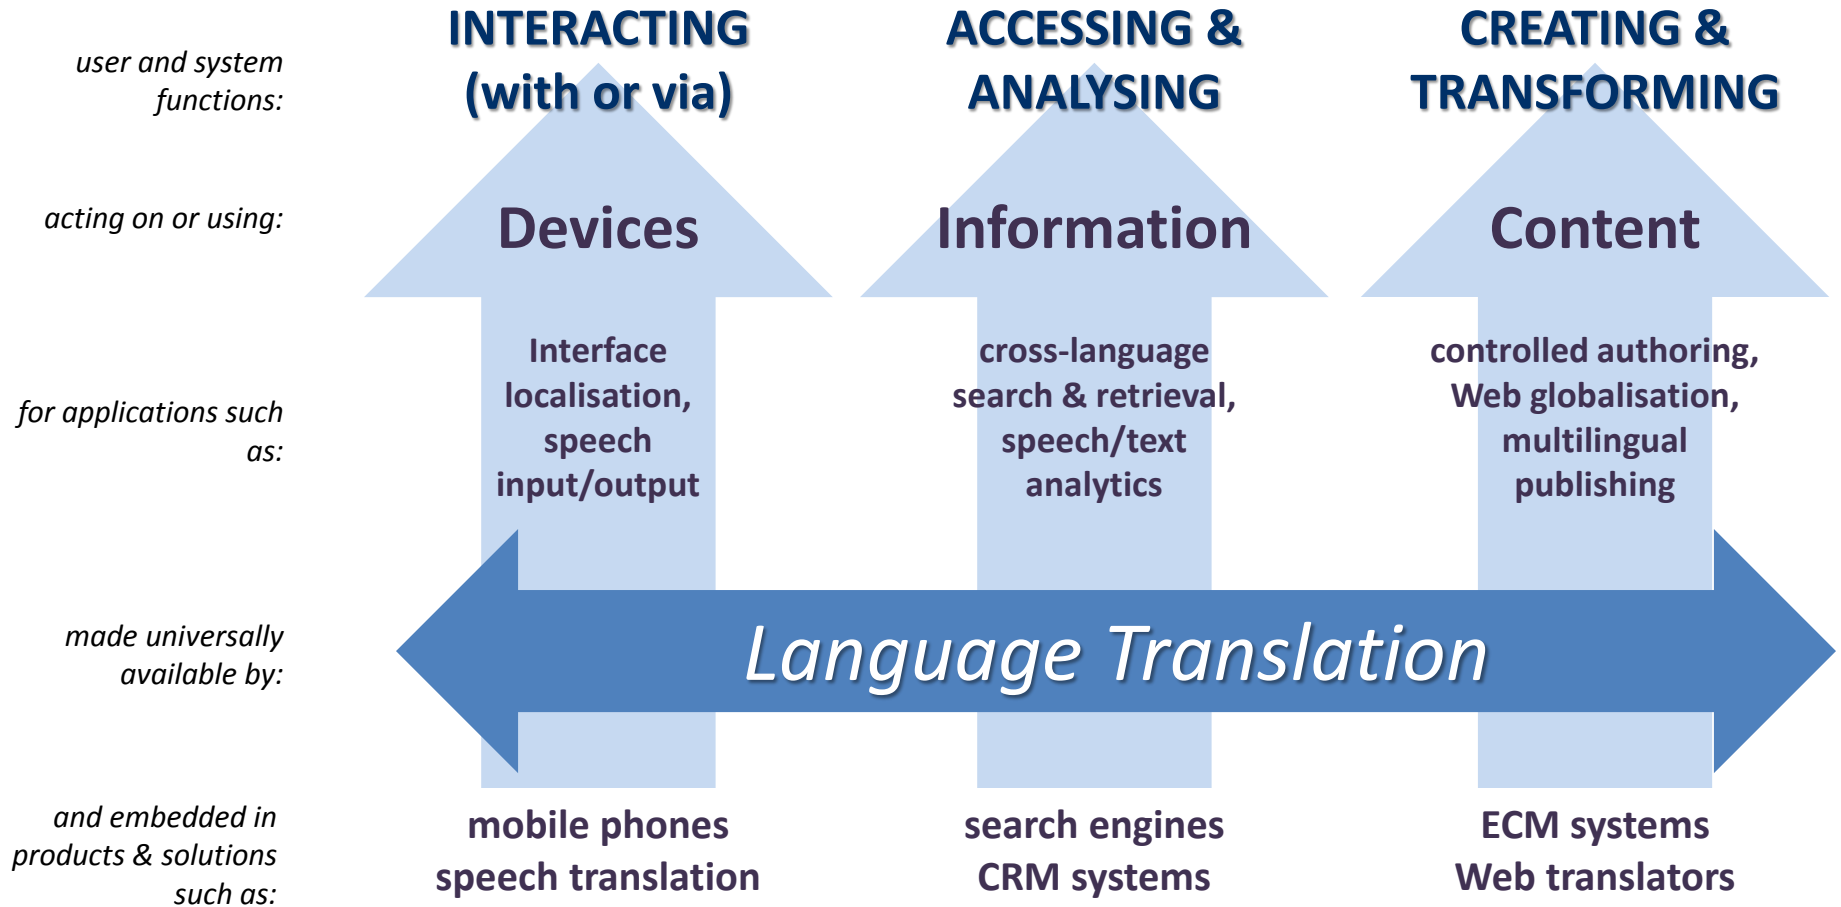 user and system
functions:
INTERACTING
(with or via)
ACCESSING &
ANALYSING
CREATING &
TRANSFORMING
acting on or using:
Devices
Information
Content
for applications such
as:
Interface
localisation,
speech
input/output
cross-language
search & retrieval,
speech/text
analytics
controlled authoring,
Web globalisation,
multilingual
publishing
made universally
available by:
Language Translation
and embedded in
products & solutions
such as:
mobile phones
speech translation
search engines
CRM systems
ECM systems
Web translators